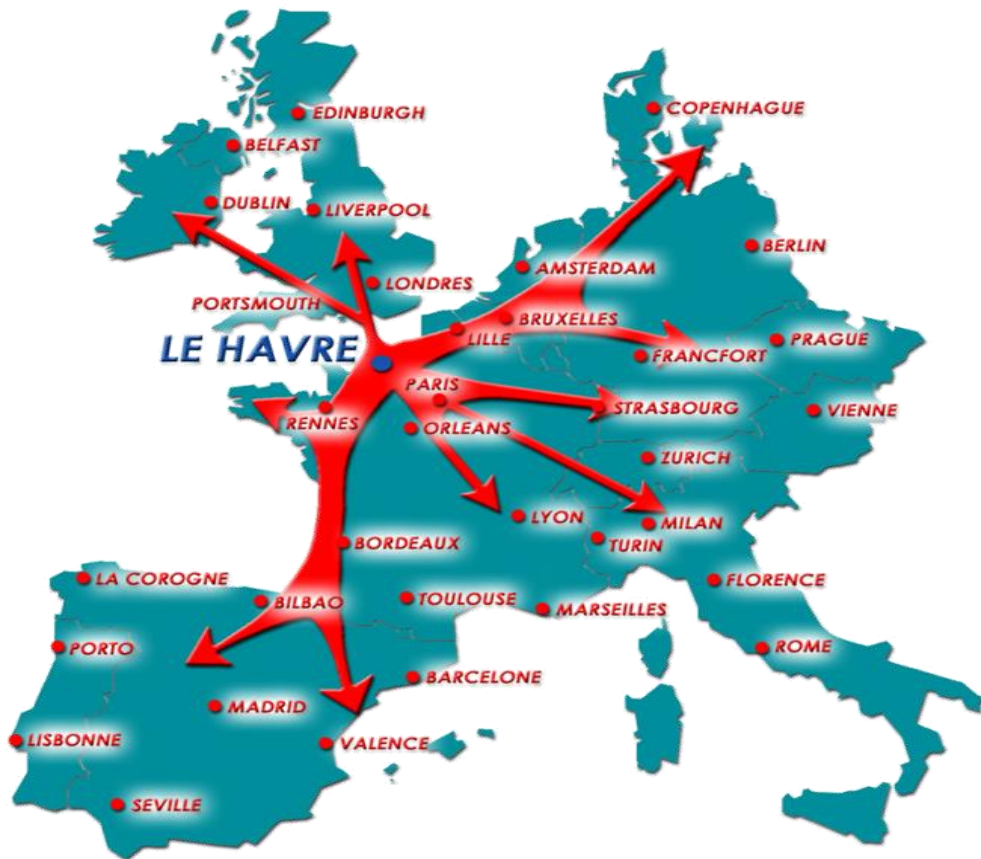 EDINBURGH
COPENHAGUE
BELFAST
DUBLIN
LIVERPOOL
BERLIN
AMSTERDAM
LONDRES
PORTSMOUTH
BRUXELLES
LILLE
PRAGUE
LE HAVRE
FRANCFORT
PARIS
STRASBOURG
VIENNE
RENNES
ORLEANS
ZURICH
LYON
MILAN
TURIN
BORDEAUX
LA COROGNE
FLORENCE
BILBAO
TOULOUSE
MARSEILLES
PORTO
ROME
BARCELONE
MADRID
LISBONNE
VALENCE
SEVILLE